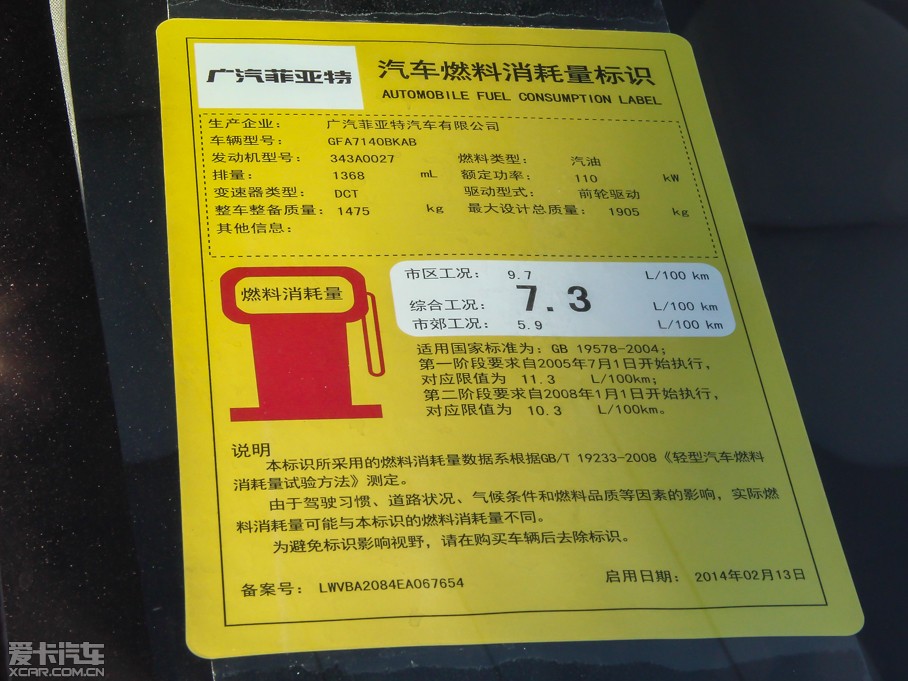 广汽菲亚特
汽车燃料消耗量标识
AUTOMOBILE FUEL CONSUMPTION LABEL
生产企业： 广汽菲亚特汽车有限公司
车辆型号： GFA7140BKAB
发动机型号： 343A0027 燃料类型： 汽油
排量： 1368 mL 额定功率： 110 kW
变速器类型： DCT 驱动型式： 前轮驱动
整车整备质量： 1475 kg 最大设计总质量： 1905 kg
其他信息：
燃料消耗量
市区工况： 9.7 L/100 km
综合工况： 7.3 L/100 km
市郊工况： 5.9 L/100 km
适用国家标准为：GB 19578-2004；
第一阶段要求自2005年7月1日开始执行，
对应限值为 11.3 L/100km；
第二阶段要求自2008年1月1日开始执行，
对应限值为 10.3 L/100km。
说明
本标识所采用的燃料消耗量数据系根据GB/T 19233-2008《轻型汽车燃料
消耗量试验方法》测定。
由于驾驶习惯、道路状况、气候条件和燃料品质等因素的影响，实际燃
料消耗量可能与本标识的燃料消耗量不同。
为避免标识影响视野，请在购买车辆后去除标识。
备案号： LWVBA2084EA067654 启用日期： 2014年02月13日
爱卡汽车
XCAR.COM.CN